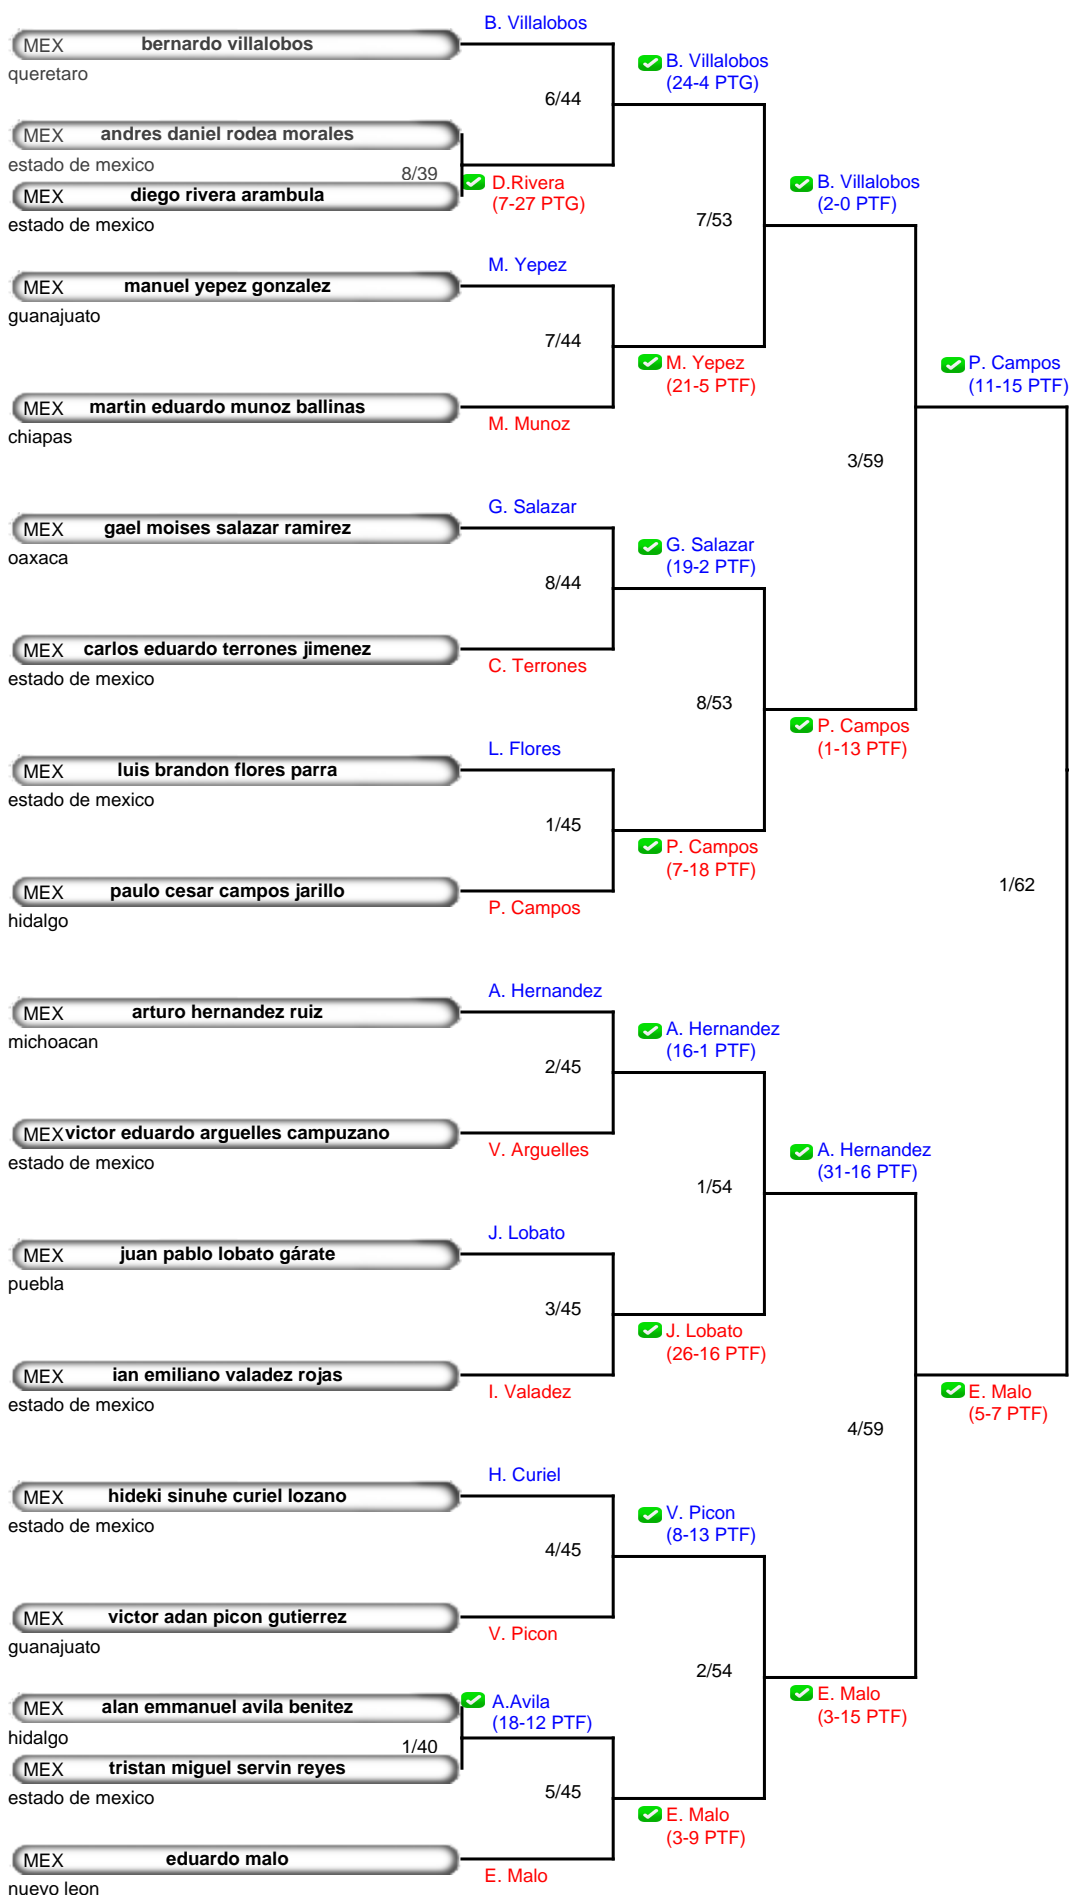 B. Villalobos
MEX bernardo villalobos
queretaro
B. Villalobos
(24-4 PTG)
6/44
MEX andres daniel rodea morales
estado de mexico
8/39
MEX diego rivera arambula
estado de mexico
D.Rivera
(7-27 PTG)
B. Villalobos
(2-0 PTF)
7/53
M. Yepez
MEX manuel yepez gonzalez
guanajuato
7/44
M. Yepez
(21-5 PTF)
P. Campos
(11-15 PTF)
MEX martin eduardo munoz ballinas
chiapas
M. Munoz
3/59
G. Salazar
MEX gael moises salazar ramirez
oaxaca
G. Salazar
(19-2 PTF)
8/44
MEX carlos eduardo terrones jimenez
estado de mexico
C. Terrones
8/53
P. Campos
(1-13 PTF)
L. Flores
MEX luis brandon flores parra
estado de mexico
1/45
P. Campos
(7-18 PTF)
MEX paulo cesar campos jarillo
hidalgo
P. Campos
1/62
A. Hernandez
MEX arturo hernandez ruiz
michoacan
A. Hernandez
(16-1 PTF)
2/45
MEX victor eduardo arguelles campuzano
estado de mexico
V. Arguelles
A. Hernandez
(31-16 PTF)
1/54
J. Lobato
MEX juan pablo lobato gárate
puebla
3/45
J. Lobato
(26-16 PTF)
MEX ian emiliano valadez rojas
estado de mexico
I. Valadez
E. Malo
(5-7 PTF)
4/59
H. Curiel
MEX hideki sinuhe curiel lozano
estado de mexico
V. Picon
(8-13 PTF)
4/45
MEX victor adan picon gutierrez
guanajuato
V. Picon
2/54
E. Malo
(3-15 PTF)
MEX alan emmanuel avila benitez
hidalgo
A.Avila
(18-12 PTF)
1/40
MEX tristan miguel servin reyes
estado de mexico
5/45
E. Malo
(3-9 PTF)
MEX eduardo malo
nuevo leon
E. Malo